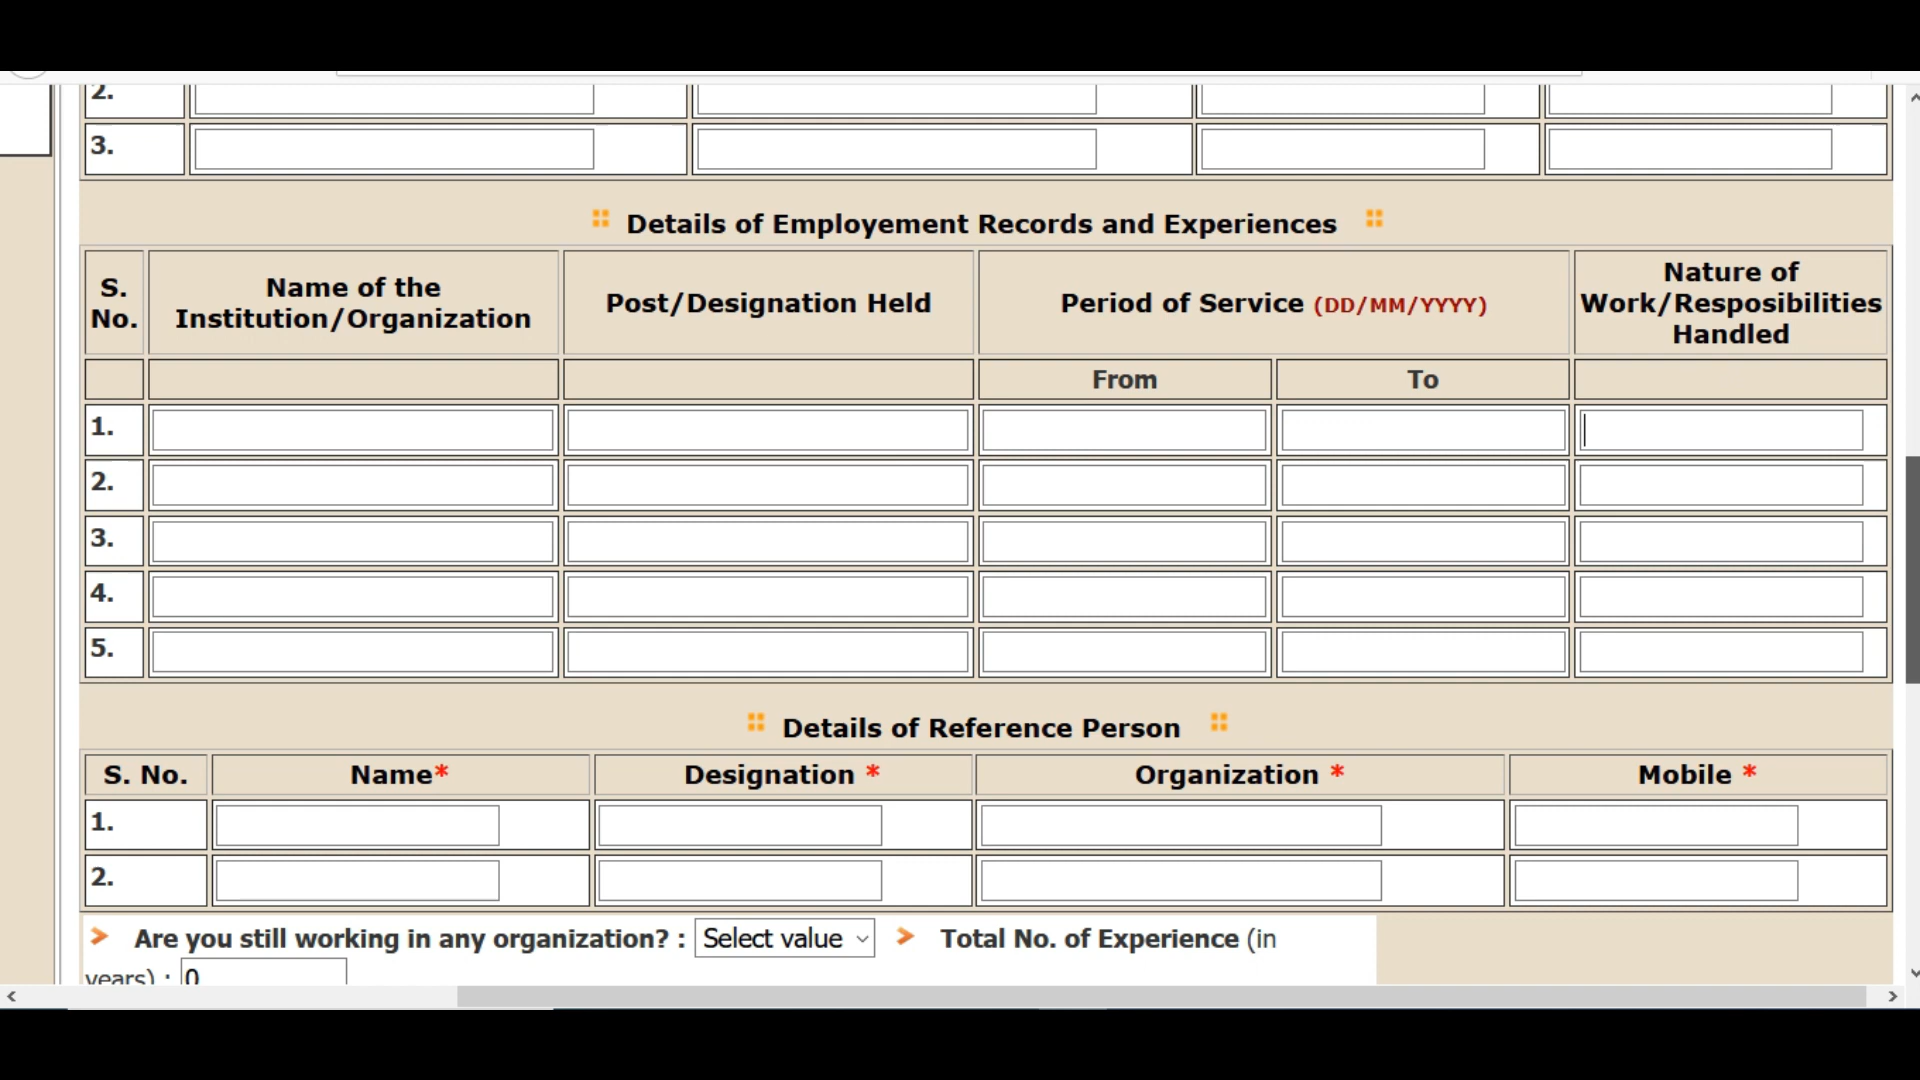 2.
3.
Details of Employement Records and Experiences
S. No.
Name of the Institution/Organization
Post/Designation Held
Period of Service (DD/MM/YYYY)
Nature of Work/Resposibilities Handled
From
To
1.
2.
3.
4.
5.
Details of Reference Person
S. No.
Name*
Designation *
Organization *
Mobile *
1.
2.
Are you still working in any organization? : Select value
Total No. of Experience (in
years) : 0